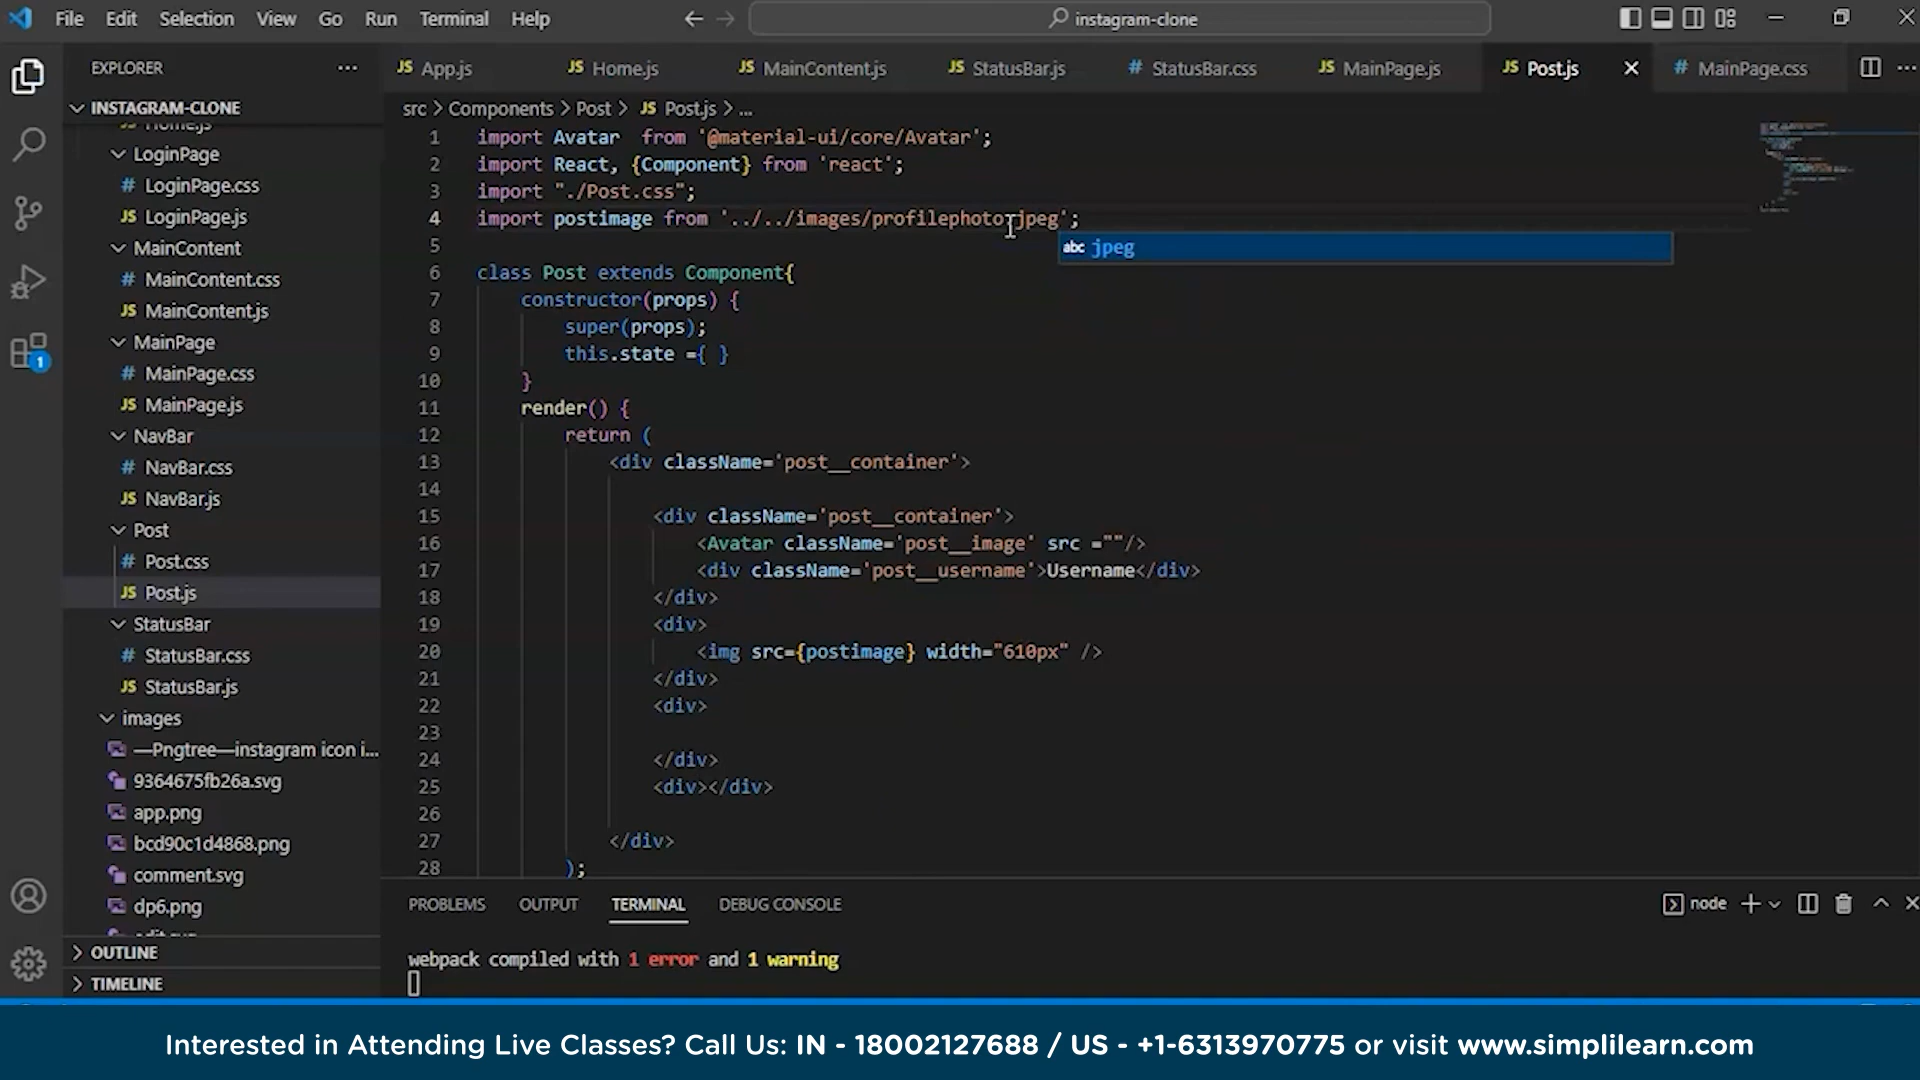 File Edit Selection View Go Run Terminal Help
instagram-clone
EXPLORER
App.js Home.js MainContent.js StatusBar.js StatusBar.css MainPage.js Post.js MainPage.css
INSTAGRAM-CLONE
src > Components > Post > JS Post.js > ...
Home.js
LoginPage
LoginPage.css
LoginPage.js
MainContent
MainContent.css
MainContent.js
MainPage
MainPage.css
MainPage.js
NavBar
NavBar.css
NavBar.js
Post
Post.css
Post.js
StatusBar
StatusBar.css
StatusBar.js
images
—Pngtree—instagram icon i...
9364675fb26a.svg
app.png
bcd90c1d4868.png
comment.svg
dp6.png
OUTLINE
TIMELINE
1 import Avatar  from '@material-ui/core/Avatar';
2 import React, {Component} from 'react';
3 import "./Post.css";
4 import postimage from '../../images/profilephoto.jpeg';
abc jpeg
5
6 class Post extends Component{
7 constructor(props) {
8 super(props);
9 this.state ={ }
10 }
11 render() {
12 return (
13 <div className='post__container'>
14
15 <div className='post__container'>
16 <Avatar className='post__image' src =""/>
17 <div className='post__username'>Username</div>
18 </div>
19 <div>
20 <img src={postimage} width="610px" />
21 </div>
22 <div>
23
24 </div>
25 <div></div>
26
27 </div>
28 );
PROBLEMS OUTPUT TERMINAL DEBUG CONSOLE
node
webpack compiled with 1 error and 1 warning
Interested in Attending Live Classes? Call Us: IN - 18002127688 / US - +1-6313970775 or visit www.simplilearn.com